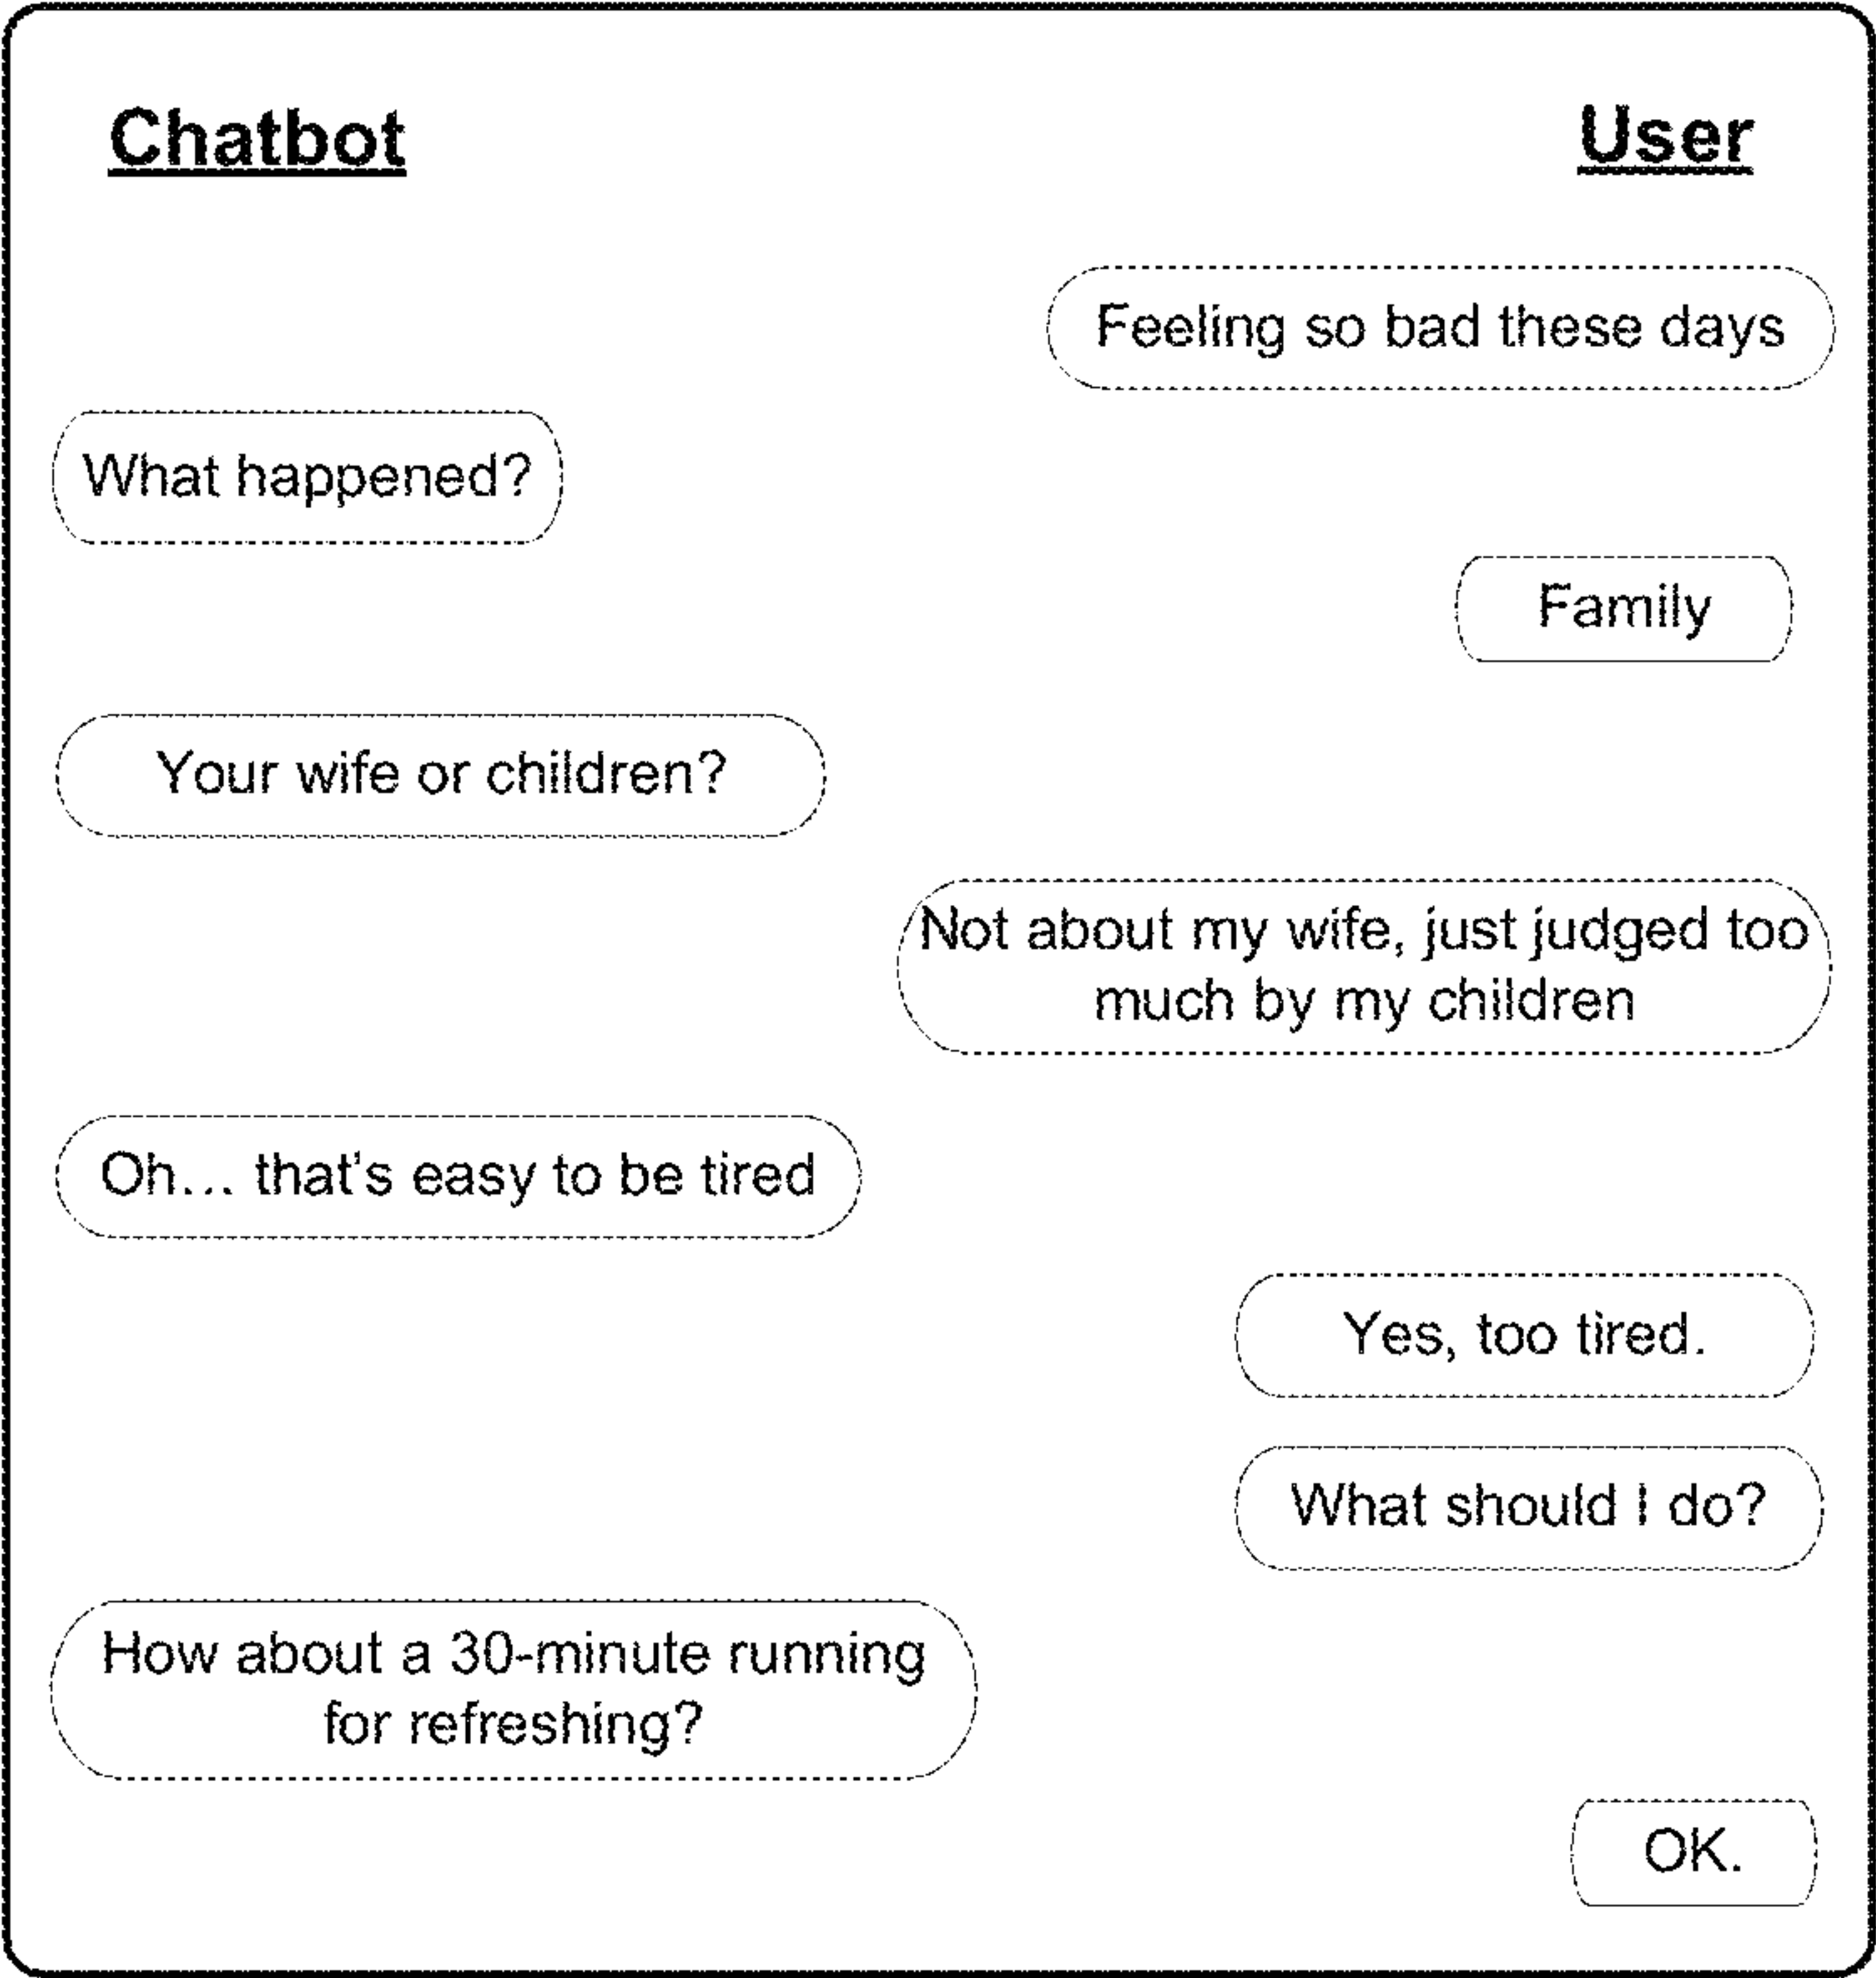 Chatbot
User
Feeling so bad these days
What happened?
Family
Your wife or children?
Not about my wife, just judged too
much by my children
Oh... that's easy to be tired
Yes, too tired.
What should I do?
How about a 30-minute running
for refreshing?
OK.